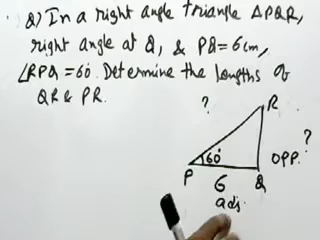 Q) In a right angle triangle ΔPQR,
right angle at Q, & PQ=6cm,
∠RPQ =60°. Determine the lengths of
QR & PR.
R
?
?
60°
OPP.
P
6
Q
adj.